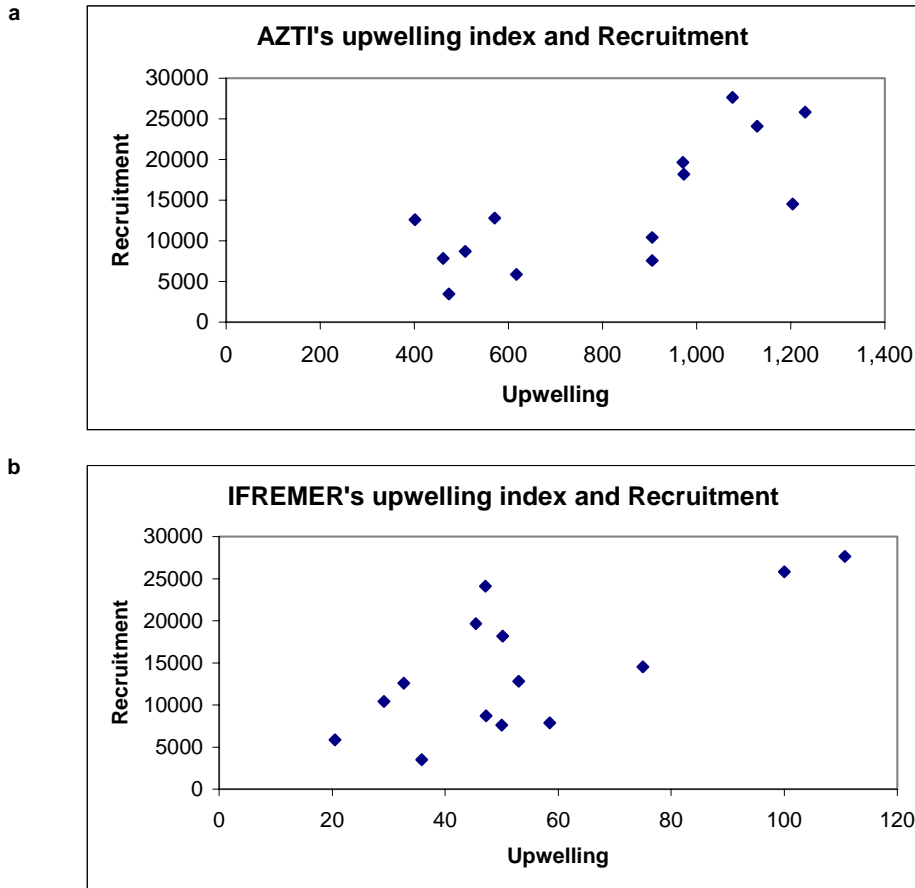 a
AZTI's upwelling index and Recruitment
30000
25000
20000
15000
10000
5000
0
Recruitment
0 200 400 600 800 1,000 1,200 1,400
Upwelling
b
IFREMER's upwelling index and Recruitment
30000
25000
20000
15000
10000
5000
0
Recruitment
0 20 40 60 80 100 120
Upwelling